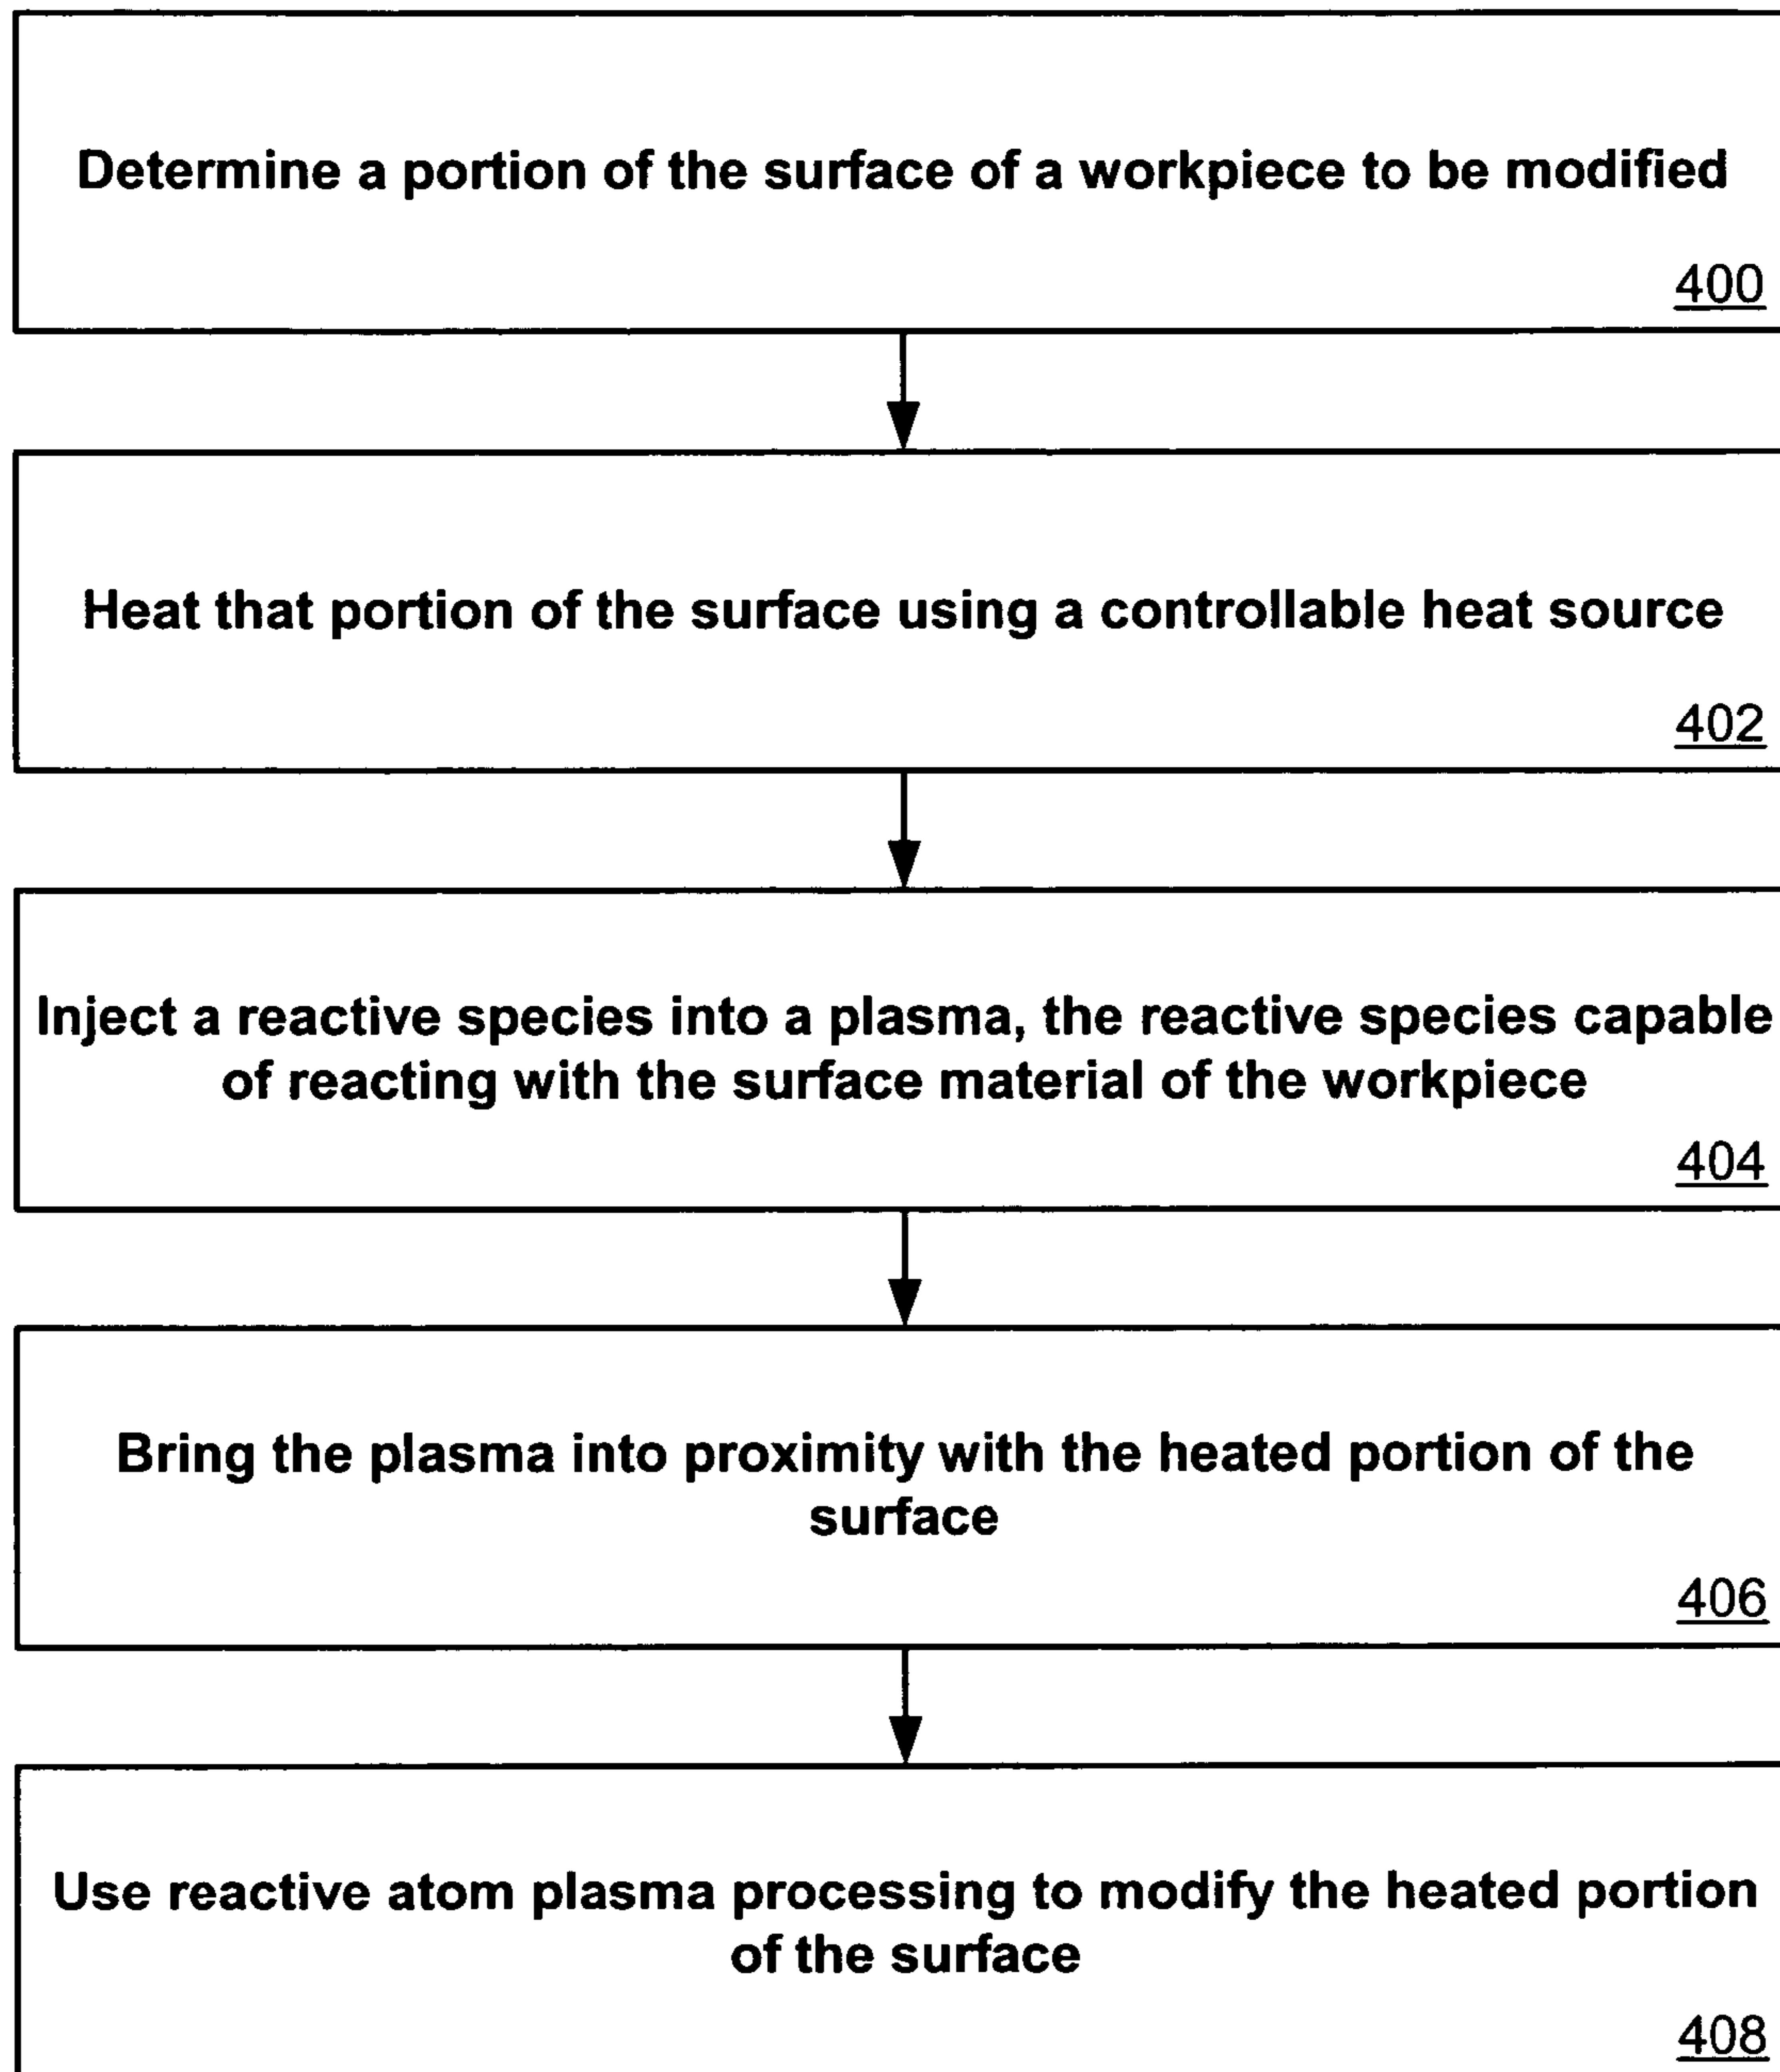 Determine a portion of the surface of a workpiece to be modified
400
Heat that portion of the surface using a controllable heat source
402
Inject a reactive species into a plasma, the reactive species capable
of reacting with the surface material of the workpiece
404
Bring the plasma into proximity with the heated portion of the
surface
406
Use reactive atom plasma processing to modify the heated portion
of the surface
408